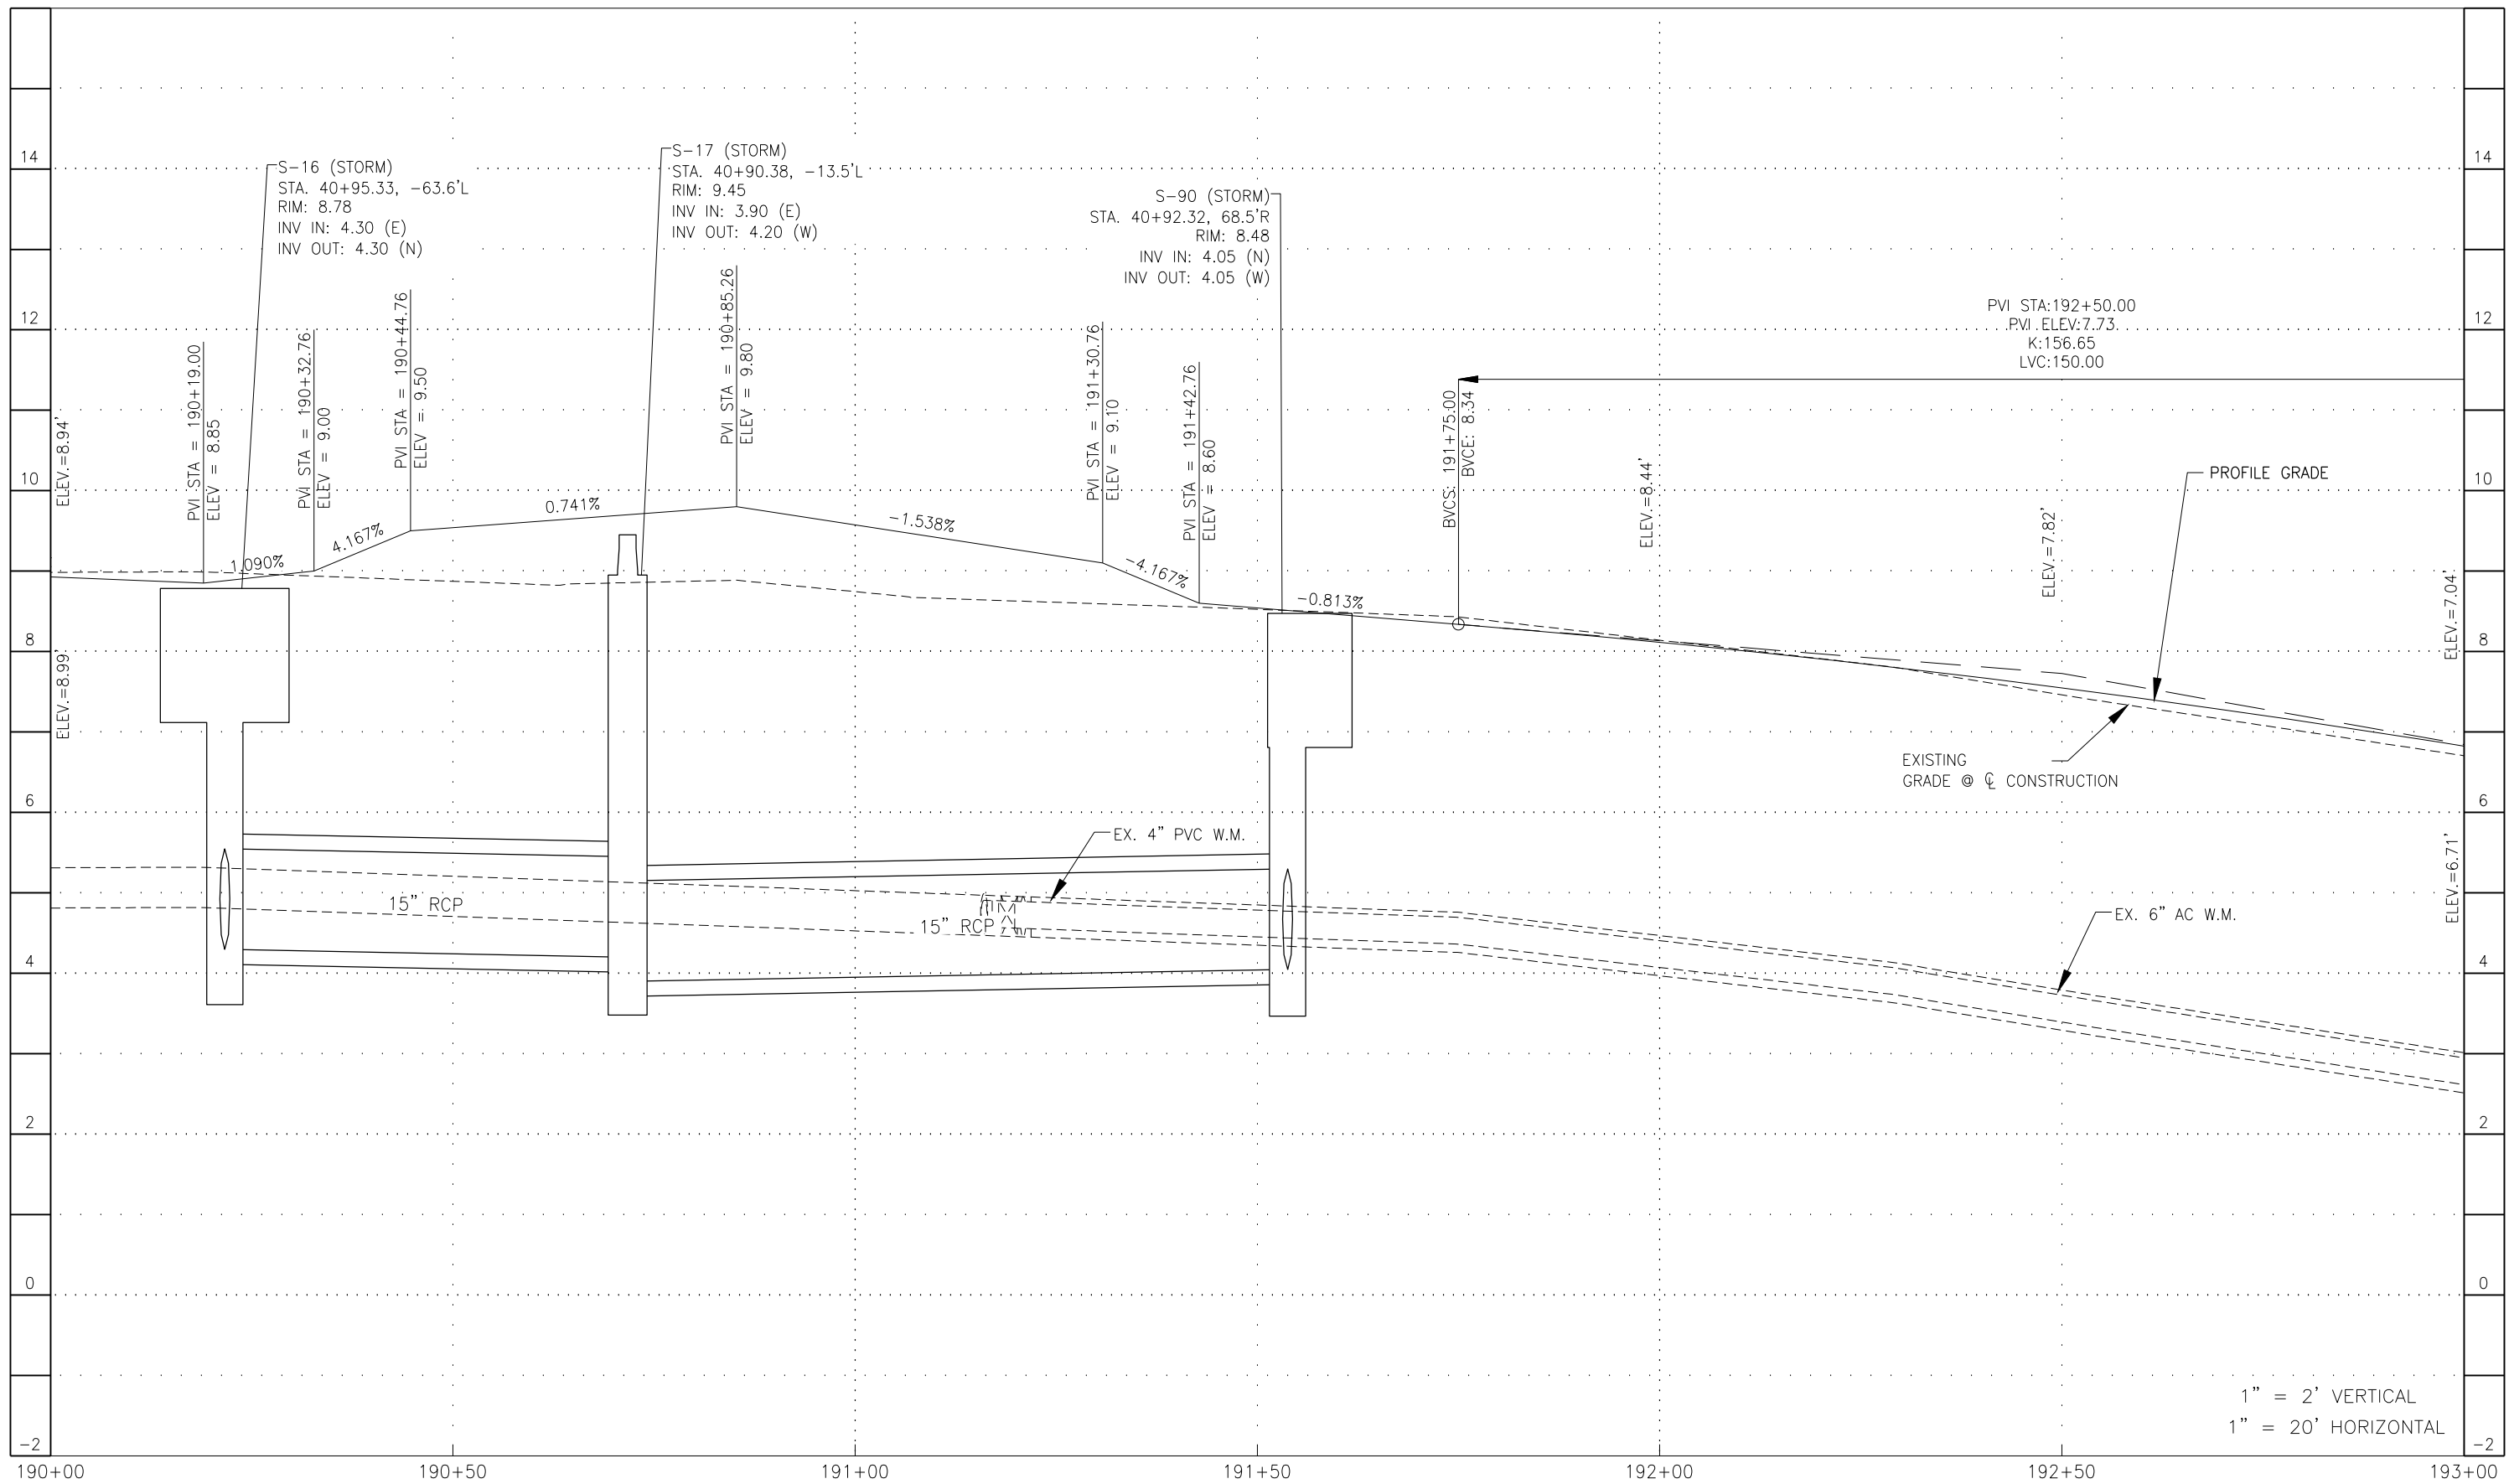 S-16 (STORM)
STA. 40+95.33, -63.6'L
RIM: 8.78
INV IN: 4.30 (E)
INV OUT: 4.30 (N)
S-17 (STORM)
STA. 40+90.38, -13.5'L
RIM: 9.45
INV IN: 3.90 (E)
INV OUT: 4.20 (W)
S-90 (STORM)
STA. 40+92.32, 68.5'R
RIM: 8.48
INV IN: 4.05 (N)
INV OUT: 4.05 (W)
PVI STA:192+50.00
PVI ELEV:7.73
K:156.65
LVC:150.00
ELEV.=8.94'
ELEV.=8.99'
PVI STA = 190+19.00
ELEV = 8.85
PVI STA = 190+32.76
ELEV = 9.00
PVI STA = 190+44.76
ELEV = 9.50
PVI STA = 190+85.26
ELEV = 9.80
PVI STA = 191+30.76
ELEV = 9.10
PVI STA = 191+42.76
ELEV = 8.60
BVCS: 191+75.00
BVCE: 8.34
ELEV.=8.44'
ELEV.=7.82'
ELEV.=7.04'
ELEV.=6.71'
1.090%
4.167%
0.741%
-1.538%
-4.167%
-0.813%
PROFILE GRADE
EXISTING
GRADE @ ℄ CONSTRUCTION
EX. 4" PVC W.M.
EX. 6" AC W.M.
15" RCP
15" RCP
14
12
10
8
6
4
2
0
-2
14
12
10
8
6
4
2
0
-2
1" = 2' VERTICAL
1" = 20' HORIZONTAL
190+00
190+50
191+00
191+50
192+00
192+50
193+00